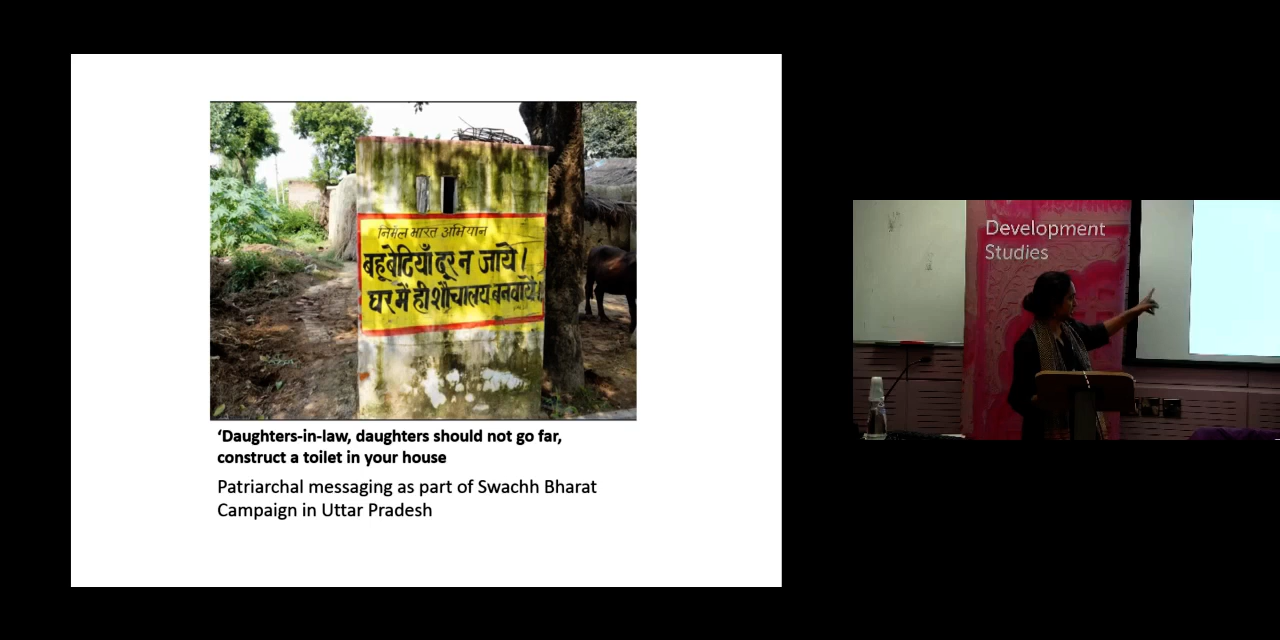 निर्मल भारत अभियान
बहू बेटियाँ दूर न जाये।
घर में ही शौचालय बनवाये।
‘Daughters-in-law, daughters should not go far,
construct a toilet in your house
Patriarchal messaging as part of Swachh Bharat
Campaign in Uttar Pradesh
Development
Studies